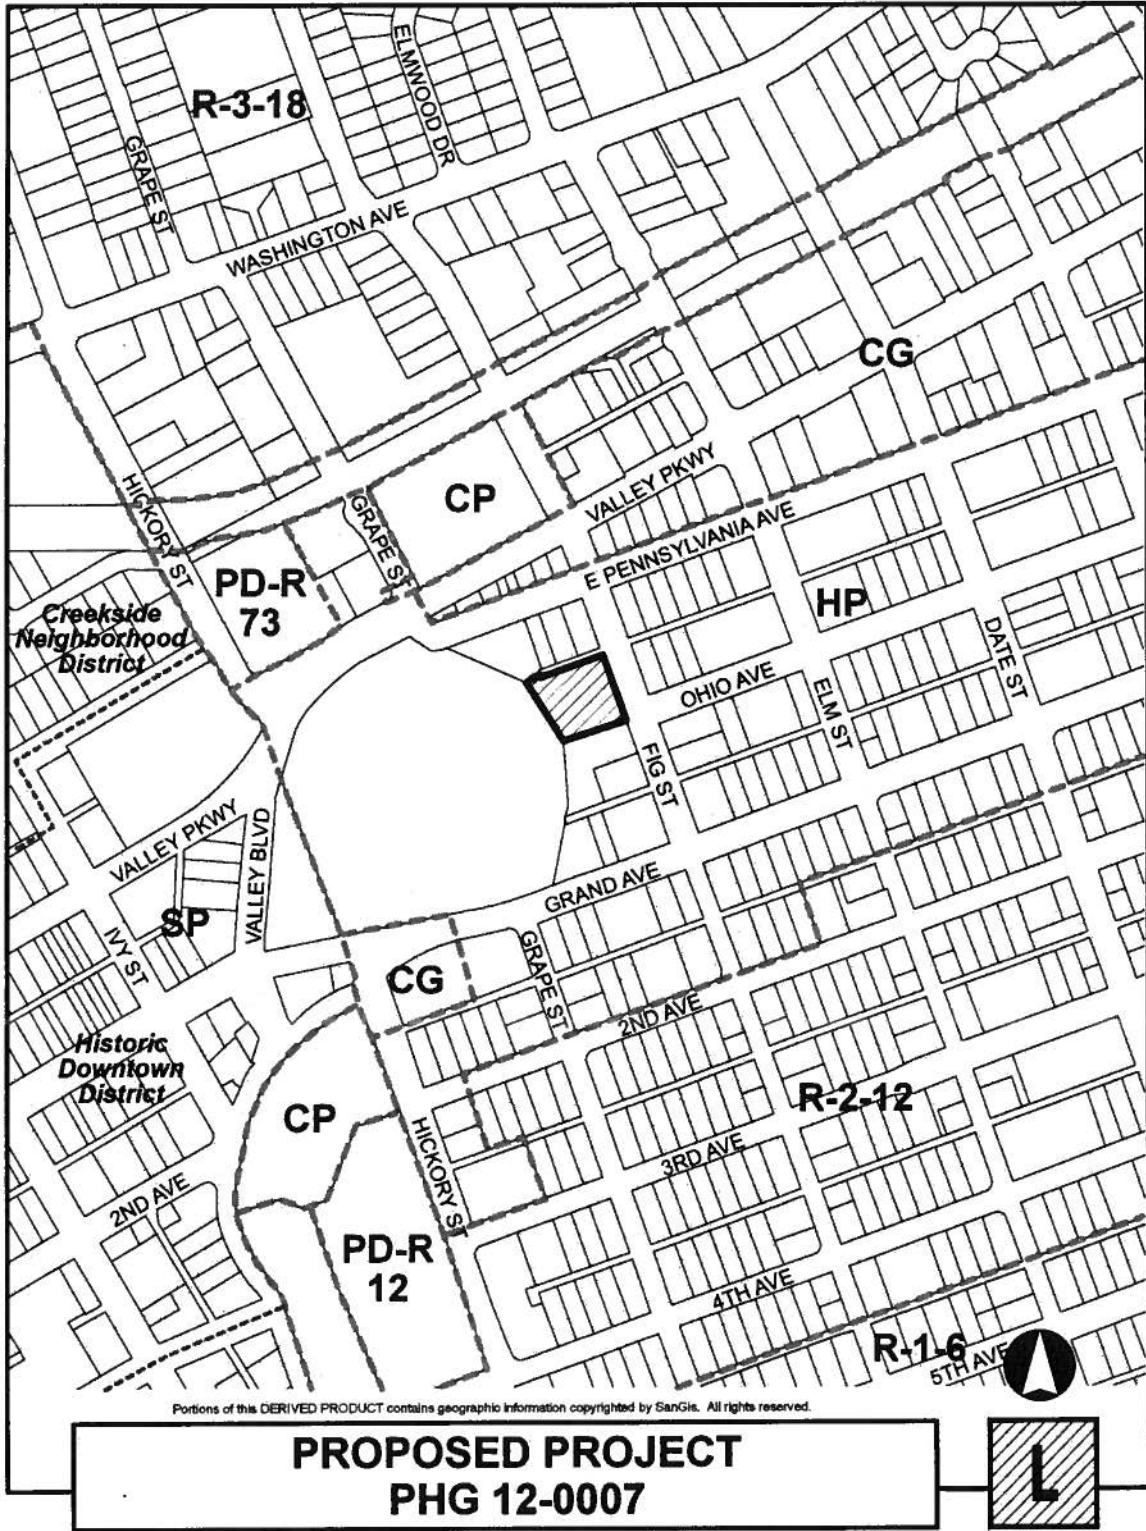 ELMWOOD DR
R-3-18
GRAPE ST
WASHINGTON AVE
CG
HICKORY ST
CP
VALLEY PKWY
GRAPE ST
E PENNSYLVANIA AVE
PD-R
73
HP
Creekside
Neighborhood
District
DATE ST
OHIO AVE
ELM ST
FIG ST
VALLEY PKWY
VALLEY BLVD
GRAND AVE
SP
IVY ST
GRAPE ST
CG
2ND AVE
Historic
Downtown
District
R-2-12
CP
HICKORY ST
3RD AVE
2ND AVE
PD-R
12
4TH AVE
R-1-6
5TH AVE
Portions of this DERIVED PRODUCT contains geographic information copyrighted by SanGis. All rights reserved.
PROPOSED PROJECT
PHG 12-0007
L